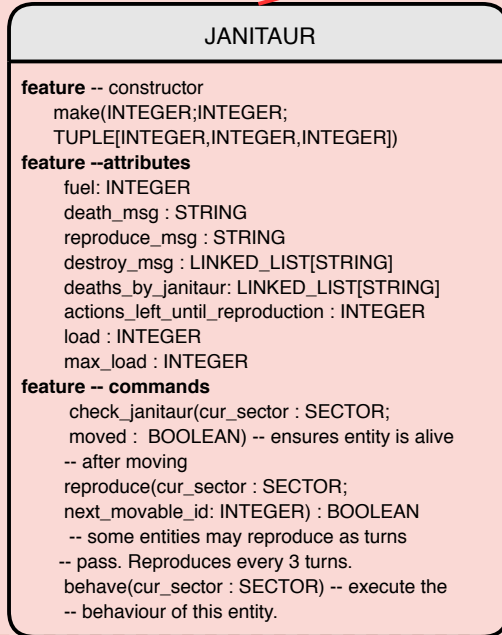 JANITAUR
feature -- constructor
make(INTEGER;INTEGER;
TUPLE[INTEGER,INTEGER,INTEGER])
feature --attributes
fuel: INTEGER
death_msg : STRING
reproduce_msg : STRING
destroy_msg : LINKED_LIST[STRING]
deaths_by_janitaur: LINKED_LIST[STRING]
actions_left_until_reproduction : INTEGER
load : INTEGER
max_load : INTEGER
feature -- commands
check_janitaur(cur_sector : SECTOR;
moved : BOOLEAN) -- ensures entity is alive
-- after moving
reproduce(cur_sector : SECTOR;
next_movable_id: INTEGER) : BOOLEAN
-- some entities may reproduce as turns
-- pass. Reproduces every 3 turns.
behave(cur_sector : SECTOR) -- execute the
-- behaviour of this entity.